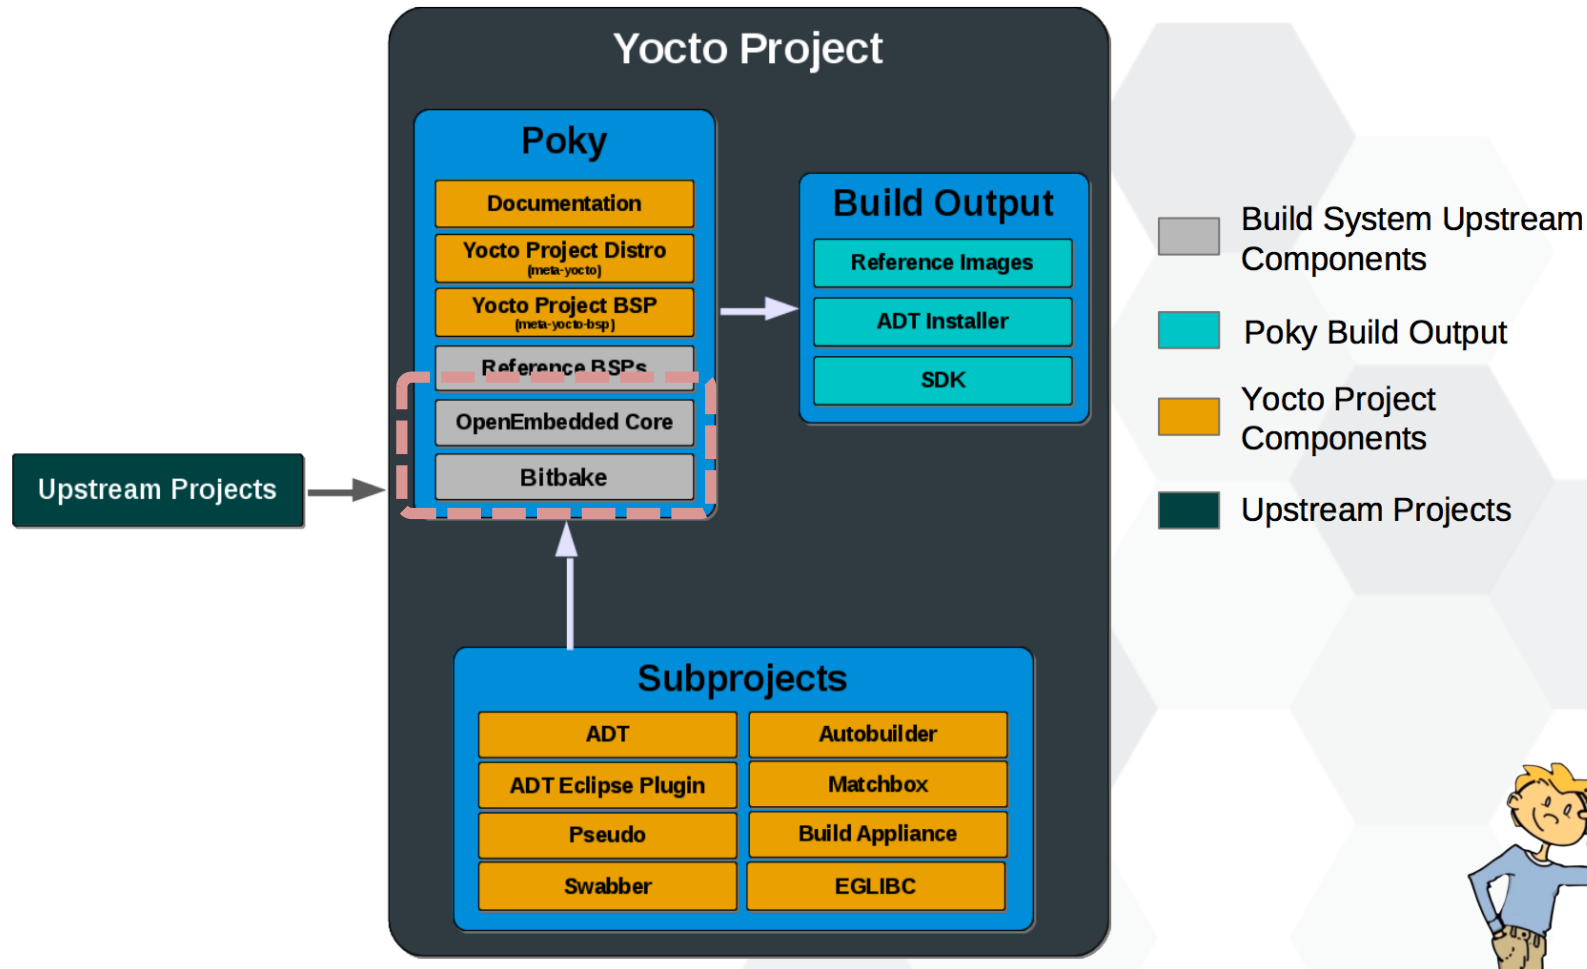 Yocto Project
Poky
Documentation
Yocto Project Distro
(meta-yocto)
Yocto Project BSP
(meta-yocto-bsp)
Reference BSPs
OpenEmbedded Core
Bitbake
Build Output
Reference Images
ADT Installer
SDK
Upstream Projects
Subprojects
ADT
Autobuilder
ADT Eclipse Plugin
Matchbox
Pseudo
Build Appliance
Swabber
EGLIBC
Build System Upstream
Components
Poky Build Output
Yocto Project
Components
Upstream Projects